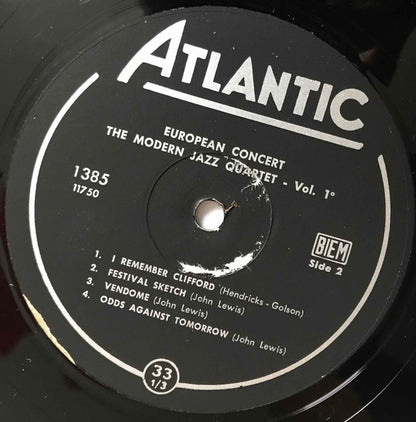 ATLANTIC
EUROPEAN CONCERT
THE MODERN JAZZ QUARTET - Vol. 1°
1385
11750
BIEM
Side 2
1. I REMEMBER CLIFFORD (Hendricks - Golson)
2. FESTIVAL SKETCH (John Lewis)
3. VENDOME (John Lewis)
4. ODDS AGAINST TOMORROW (John Lewis)
33
1/3